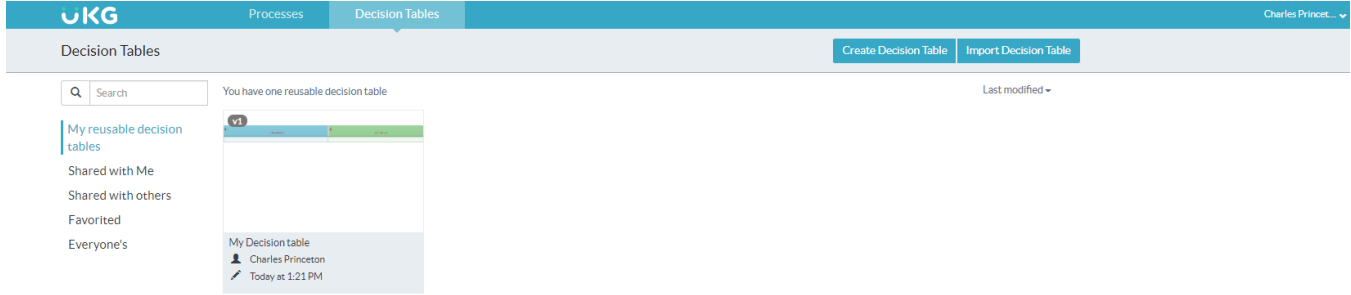 UKG
Processes
Decision Tables
Charles Princet...
Decision Tables
Create Decision Table
Import Decision Table
Search
You have one reusable decision table
Last modified
My reusable decision
tables
Shared with Me
Shared with others
Favorited
Everyone's
v1
My Decision table
Charles Princeton
Today at 1:21 PM